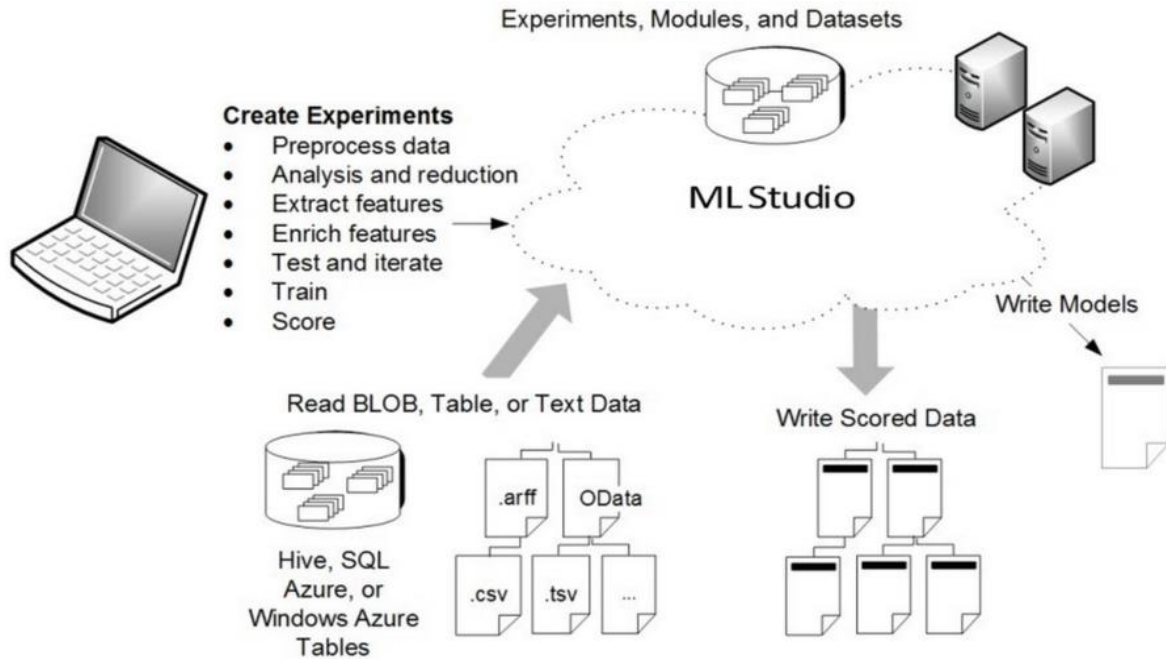 Experiments, Modules, and Datasets
Create Experiments
• Preprocess data
• Analysis and reduction
• Extract features
• Enrich features
• Test and iterate
• Train
• Score
ML Studio
Write Models
Read BLOB, Table, or Text Data
Write Scored Data
.arff
OData
.csv
.tsv
...
Hive, SQL
Azure, or
Windows Azure
Tables